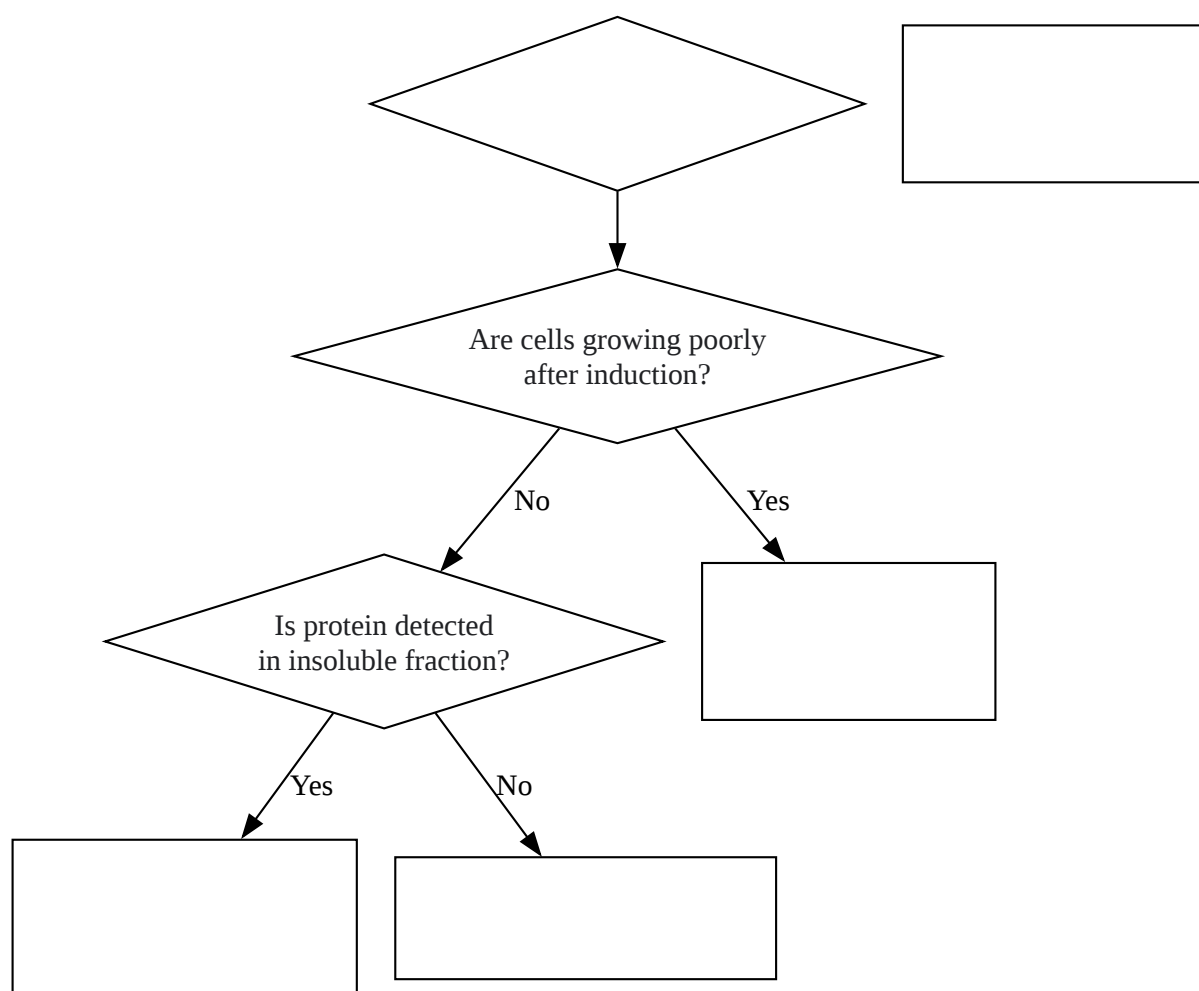 Are cells growing poorly
after induction?
No
Yes
Is protein detected
in insoluble fraction?
Yes
No